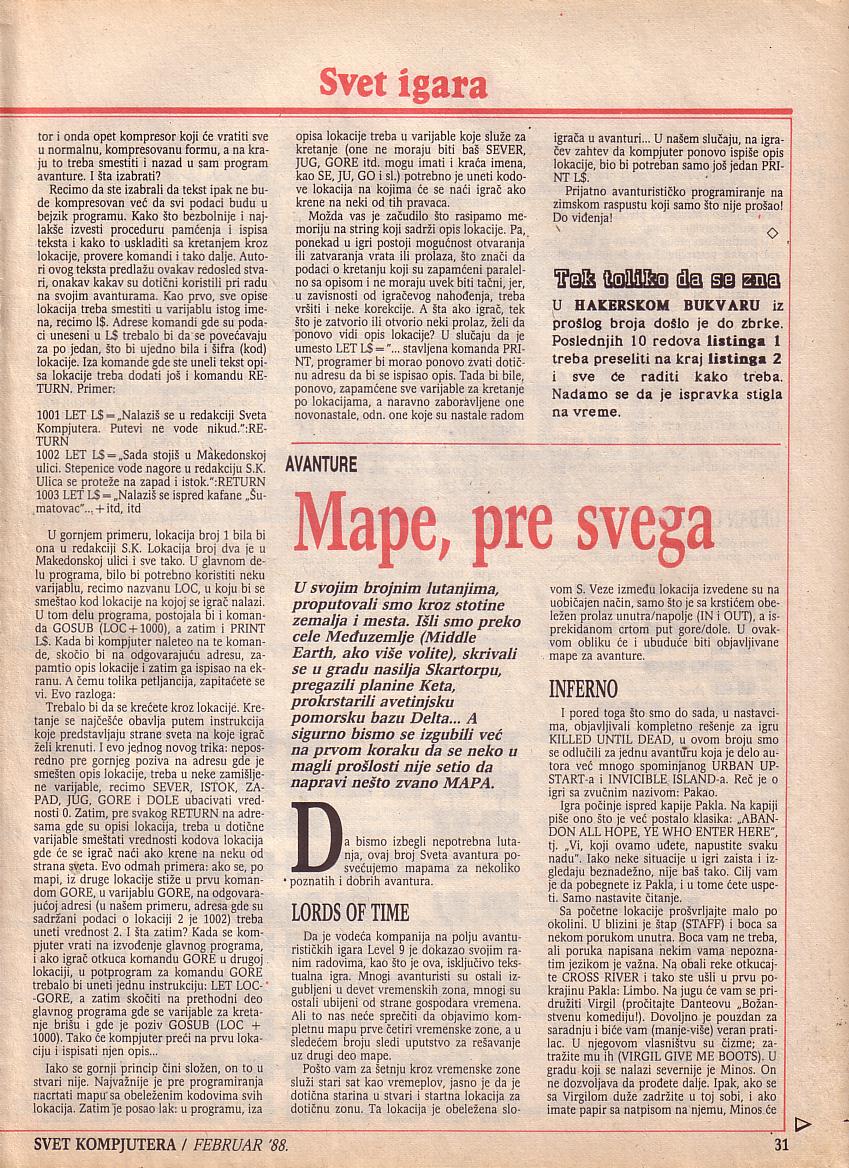 Svet igara
tor i onda opet kompresor koji će vratiti sve
u normalnu, kompresovanu formu, a na kra-
ju to treba smestiti i nazad u sam program
avanture. I šta izabrati?
Recimo da ste izabrali da tekst ipak ne bu-
de kompresovan već da svi podaci budu u
bejzik programu. Kako što bezbolnije i naj-
lakše izvesti proceduru pamćenja i ispisa
teksta i kako to uskladiti sa kretanjem kroz
lokacije, provere komandi i tako dalje. Auto-
ri ovog teksta predlažu ovakav redosled stva-
ri, onakav kakav su dotični koristili pri radu
na svojim avanturama. Kao prvo, sve opise
lokacija treba smestiti u varijablu istog ime-
na, recimo l$. Adrese komandi gde su poda-
ci uneseni u L$ trebalo bi da se povećavaju
za po jedan, što bi ujedno bila i šifra (kod)
lokacije. Iza komande gde ste uneli tekst opi-
sa lokacije treba dodati još i komandu RE-
TURN. Primer:
1001 LET L$=„Nalaziš se u redakciji Sveta
Kompjutera. Putevi ne vode nikud.":RE-
TURN
1002 LET L$=„Sada stojiš u Makedonskoj
ulici. Stepenice vode nagore u redakciju S.K.
Ulica se proteže na zapad i istok.":RETURN
1003 LET L$=„Nalaziš se ispred kafane „Šu-
matovac"...+itd, itd
U gornjem primeru, lokacija broj 1 bila bi
ona u redakciji S.K. Lokacija broj dva je u
Makedonskoj ulici i sve tako. U glavnom de-
lu programa, bilo bi potrebno koristiti neku
varijablu, recimo nazvanu LOC, u koju bi se
smeštao kod lokacije na kojoj se igrač nalazi.
U tom delu programa, postojala bi i koman-
da GOSUB (LOC+1000), a zatim i PRINT
L$. Kada bi kompjuter naleteo na te koman-
de, skočio bi na odgovarajuću adresu, za-
pamtio opis lokacije i zatim ga ispisao na ek-
ranu. A čemu tolika petljancija, zapitaćete se
vi. Evo razloga:
Trebalo bi da se krećete kroz lokacije. Kre-
tanje se najčešće obavlja putem instrukcija
koje predstavljaju strane sveta na koje igrač
želi krenuti. I evo jednog novog trika: nepos-
redno pre gornjeg poziva na adresu gde je
smešten opis lokacije, treba u neke zamišlje-
ne varijable, recimo SEVER, ISTOK, ZA-
PAD, JUG, GORE i DOLE ubacivati vred-
nosti 0. Zatim, pre svakog RETURN na adre-
sama gde su opisi lokacija, treba u dotične
varijable smeštati vrednosti kodova lokacija
gde će se igrač naći ako krene na neku od
strana sveta. Evo odmah primera: ako se, po
mapi, iz druge lokacije stiže u prvu koman-
dom GORE, u varijablu GORE, na odgovara-
jućoj adresi (u našem primeru, adresa gde su
sadržani podaci o lokaciji 2 je 1002) treba
uneti vrednost 2. I šta zatim? Kada se kom-
pjuter vrati na izvođenje glavnog programa,
i ako igrač otkuca komandu GORE u drugoj
lokaciji, u potprogram za komandu GORE
trebalo bi uneti jednu instrukciju: LET LOC-
-GORE, a zatim skočiti na prethodni deo
glavnog programa gde se varijable za kreta-
nje brišu i gde je poziv GOSUB (LOC +
1000). Tako će kompjuter preći na prvu loka-
ciju i ispisati njen opis...
Iako se gornji princip čini složen, on to u
stvari nije. Najvažnije je pre programiranja
nacrtati mapu sa obeleženim kodovima svih
lokacija. Zatim je posao lak: u programu, iza
opisa lokacije treba u varijable koje služe za
kretanje (one ne moraju biti baš SEVER,
JUG, GORE itd. mogu imati i kraća imena,
kao SE, JU, GO i sl.) potrebno je uneti kodo-
ve lokacija na kojima će se naći igrač ako
krene na neki od tih pravaca.
Možda vas je začudilo što rasipamo me-
moriju na string koji sadrži opis lokacije. Pa,
ponekad u igri postoji mogućnost otvaranja
ili zatvaranja vrata ili prolaza, što znači da
podaci o kretanju koji su zapamćeni paralel-
no sa opisom i ne moraju uvek biti tačni, jer,
u zavisnosti od igračevog nahođenja, treba
vršiti i neke korekcije. A šta ako igrač, tek
što je zatvorio ili otvorio neki prolaz, želi da
ponovo vidi opis lokacije? U slučaju da je
umesto LET L$="... stavljena komanda PRI-
NT, programer bi morao ponovo zvati dotič-
nu adresu da bi se ispisao opis. Tada bi bile,
ponovo, zapamćene sve varijable za kretanje
po lokacijama, a naravno zaboravljene one
novonastale, odn. one koje su nastale radom
igrača u avanturi... U našem slučaju, na igra-
čev zahtev da kompjuter ponovo ispiše opis
lokacije, bio bi potreban samo još jedan PRI-
NT L$.
Prijatno avanturističko programiranje na
zimskom raspustu koji samo što nije prošao!
Do viđenja!
Tek toliko da se zna
U HAKERSKOM BUKVARU iz
prošlog broja došlo je do zbrke.
Poslednjih 10 redova listinga 1
treba preseliti na kraj listinga 2
i sve će raditi kako treba.
Nadamo se da je ispravka stigla
na vreme.
AVANTURE
Mape, pre svega
U svojim brojnim lutanjima,
proputovali smo kroz stotine
zemalja i mesta. Išli smo preko
cele Međuzemlje (Middle
Earth, ako više volite), skrivali
se u gradu nasilja Skartorpu,
pregazili planine Keta,
prokrstarili avetinjsku
pomorsku bazu Delta... A
sigurno bismo se izgubili već
na prvom koraku da se neko u
magli prošlosti nije setio da
napravi nešto zvano MAPA.
Da bismo izbegli nepotrebna luta-
nja, ovaj broj Sveta avantura po-
svećujemo mapama za nekoliko
poznatih i dobrih avantura.
LORDS OF TIME
Da je vodeća kompanija na polju avantu-
rističkih igara Level 9 je dokazao svojim ra-
nim radovima, kao što je ova, isključivo teks-
tualna igra. Mnogi avanturisti su ostali iz-
gubljeni u devet vremenskih zona, mnogi su
ostali ubijeni od strane gospodara vremena.
Ali to nas neće sprečiti da objavimo kom-
pletnu mapu prve četiri vremenske zone, a u
sledećem broju sledi uputstvo za rešavanje
uz drugi deo mape.
Pošto vam za šetnju kroz vremenske zone
služi stari sat kao vremeplov, jasno je da je
dotična starina u stvari i startna lokacija za
dotičnu zonu. Ta lokacija je obeležena slo-
vom S. Veze između lokacija izvedene su na
uobičajen način, samo što je sa krstićem obe-
ležen prolaz unutra/napolje (IN i OUT), a is-
prekidanom crtom put gore/dole. U ovak-
vom obliku će i ubuduće biti objavljivane
mape za avanture.
INFERNO
I pored toga što smo do sada, u nastavci-
ma, objavljivali kompletno rešenje za igru
KILLED UNTIL DEAD, u ovom broju smo
se odlučili za jednu avanturu koja je delo au-
tora već mnogo spominjanog URBAN UP-
START-a i INVICIBLE ISLAND-a. Reč je o
igri sa zvučnim nazivom: Pakao.
Igra počinje ispred kapije Pakla. Na kapiji
piše ono što je već postalo klasika: „ABAN-
DON ALL HOPE, YE WHO ENTER HERE",
tj. „Vi, koji ovamo uđete, napustite svaku
nadu". Iako neke situacije u igri zaista i iz-
gledaju beznadežno, nije baš tako. Cilj vam
je da pobegnete iz Pakla, i u tome ćete uspe-
ti. Samo nastavite čitanje.
Sa početne lokacije prošvrljajte malo po
okolini. U blizini je štap (STAFF) i boca sa
nekom porukom unutra. Boca vam ne treba,
ali poruka napisana nekim vama nepozna-
tim jezikom je važna. Na obali reke otkucaj-
te CROSS RIVER i tako ste ušli u prvu po-
krajinu Pakla: Limbo. Na jugu će vam se pri-
družiti Virgil (pročitajte Danteovu „Božan-
stvenu komediju!). Dovoljno je pouzdan za
saradnju i biće vam (manje-više) veran prati-
lac. U njegovom vlasništvu su čizme; za-
tražite mu ih (VIRGIL GIVE ME BOOTS). U
gradu koji se nalazi severnije je Minos. On
ne dozvoljava da prođete dalje. Ipak, ako se
sa Virgilom duže zadržite u toj sobi, i ako
imate papir sa natpisom na njemu, Minos će
SVET KOMPJUTERA / FEBRUAR '88.
31